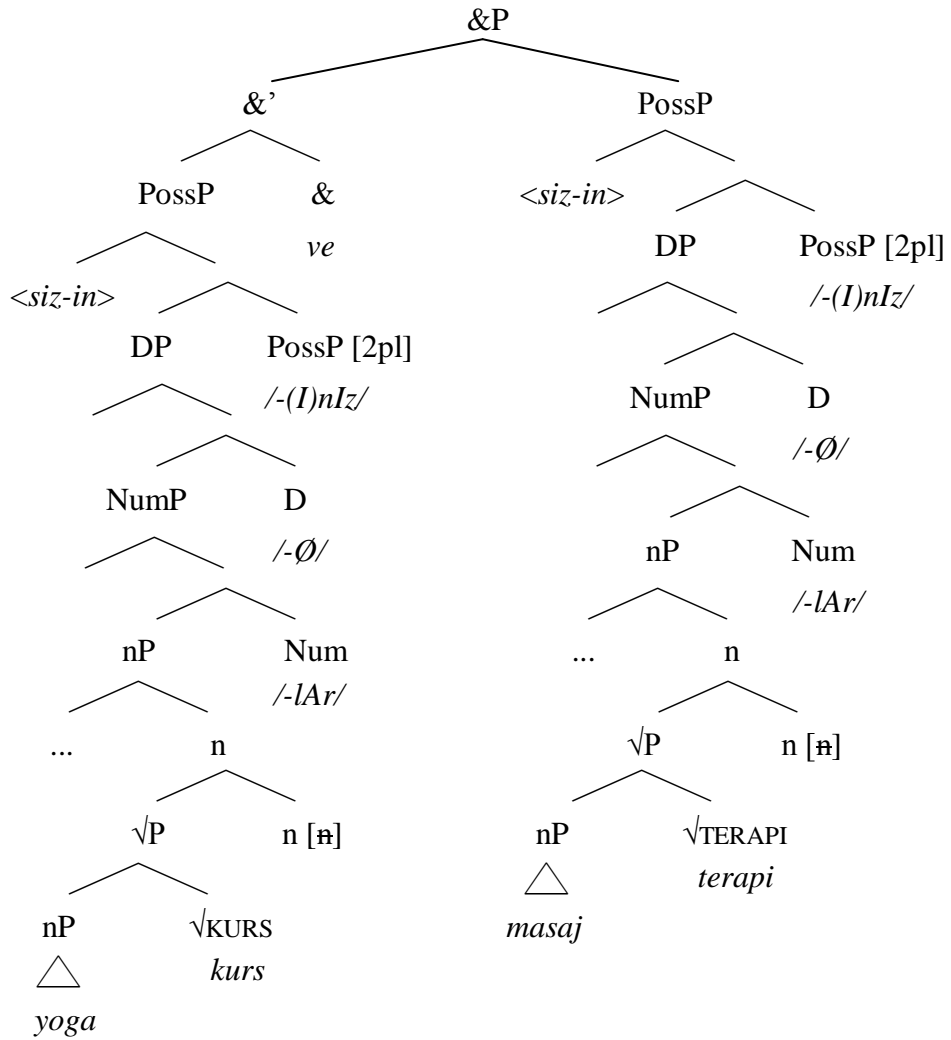 &P
&’ PossP
PossP & <siz-in>
ve DP PossP [2pl]
<siz-in> /-(I)nIz/
DP PossP [2pl]
/-(I)nIz/ NumP D
/-Ø/
NumP D nP Num
/-Ø/ /-lAr/
nP Num ... n
/-lAr/
... n √P n [n]
√P n [n] nP √TERAPI
terapi
nP √KURS masaj
kurs
yoga